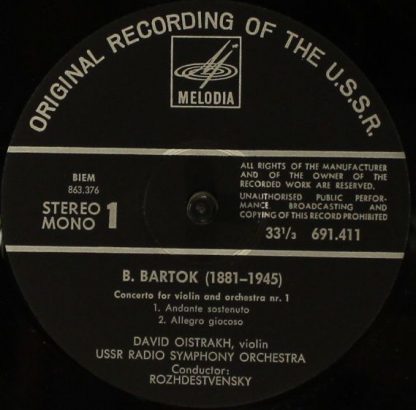 ORIGINAL RECORDING OF THE U.S.S.R.
MELODIA
BIEM
863.376
STEREO
MONO 1
ALL RIGHTS OF THE MANUFACTURER
AND OF THE OWNER OF THE
RECORDED WORK ARE RESERVED.
UNAUTHORISED PUBLIC PERFOR-
MANCE BROADCASTING AND
COPYING OF THIS RECORD PROHIBITED
33 1/3 691.411
B. BARTOK (1881-1945)
Concerto for violin and orchestra nr. 1
1. Andante sostenuto
2. Allegro giocoso
DAVID OISTRAKH, violin
USSR RADIO SYMPHONY ORCHESTRA
Conductor:
ROZHDESTVENSKY